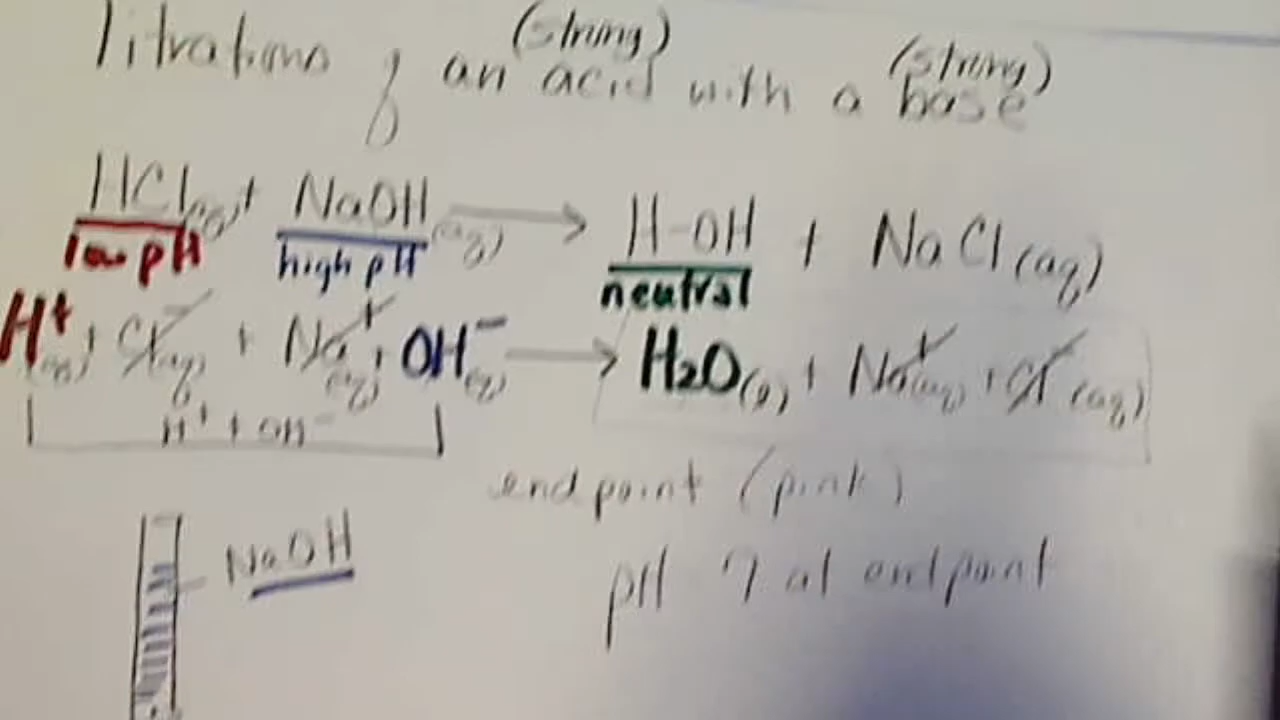 (strong) (strong)
Titrations of an acid with a base
HCl(aq) + NaOH(aq) → H-OH + NaCl(aq)
low pH high pH neutral
H⁺(aq) + Cl⁻(aq) + Na⁺(aq) + OH⁻(aq) → H₂O(l) + Na⁺(aq) + Cl⁻(aq)
H⁺ + OH⁻
endpoint (pink)
NaOH
pH 7 at endpoint